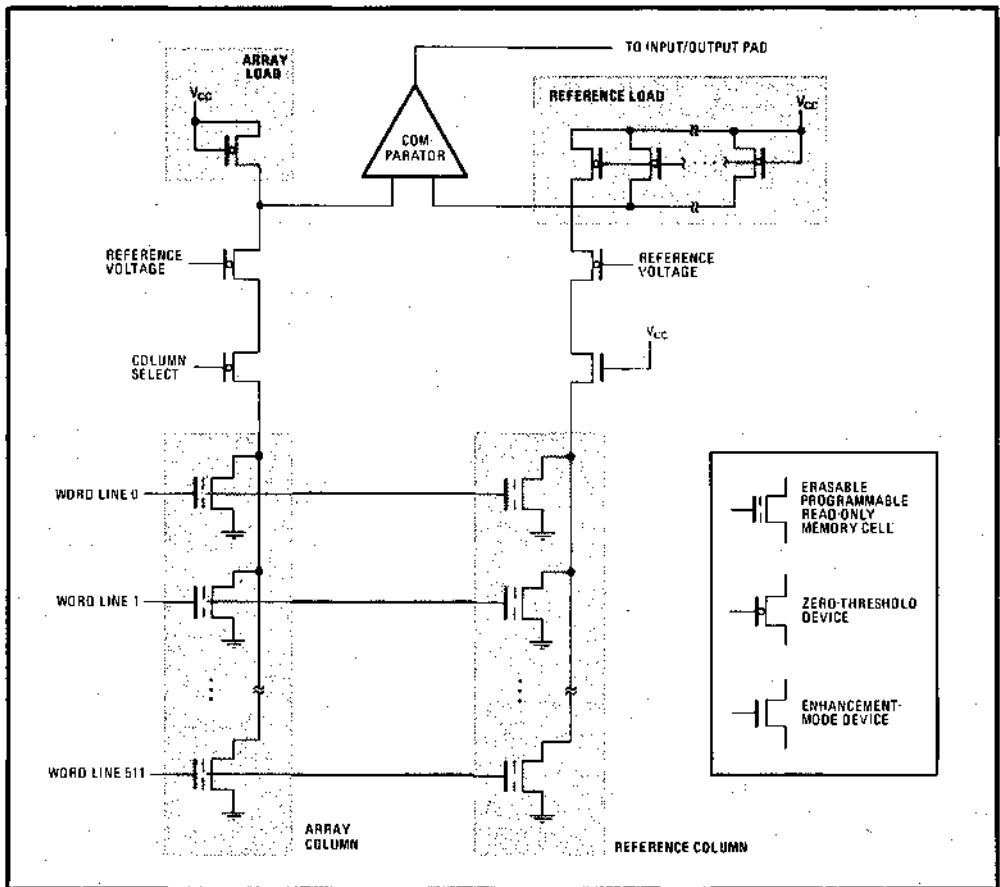 TO INPUT/OUTPUT PAD
ARRAY
LOAD
VCC
COM-
PARATOR
REFERENCE LOAD
VCC
REFERENCE
VOLTAGE
REFERENCE
VOLTAGE
COLUMN
SELECT
VCC
WORD LINE 0
WORD LINE 1
WORD LINE 511
ARRAY
COLUMN
REFERENCE COLUMN
ERASABLE
PROGRAMMABLE
READ-ONLY
MEMORY CELL
ZERO-THRESHOLD
DEVICE
ENHANCEMENT-
MODE DEVICE